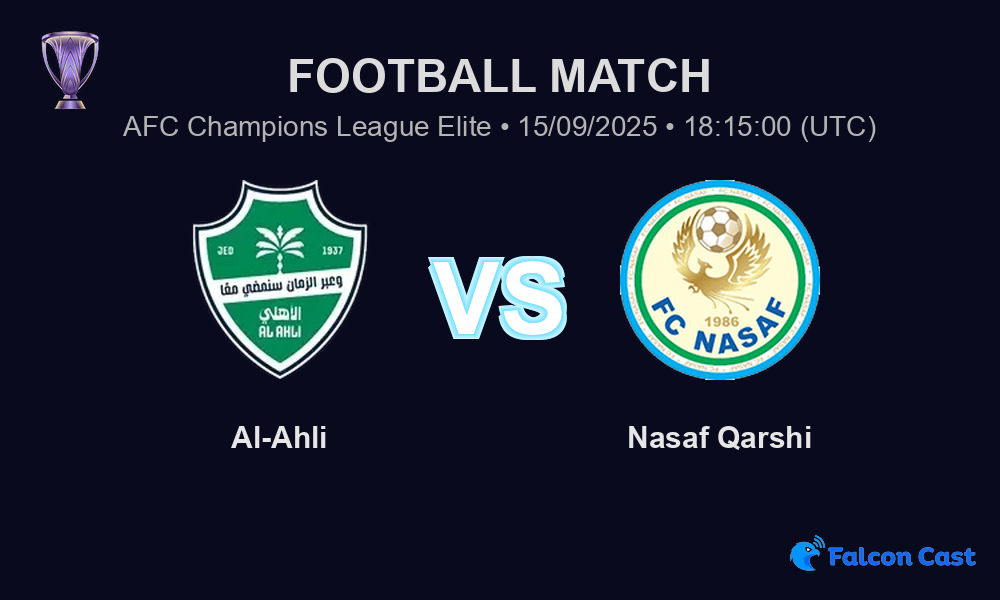 FOOTBALL MATCH
AFC Champions League Elite • 15/09/2025 • 18:15:00 (UTC)
JED 1937
وعبر الزمان سنمضي معًا
الأهلي
AL AHLI
VS
1986
FC NASAF
Al-Ahli
Nasaf Qarshi
Falcon Cast